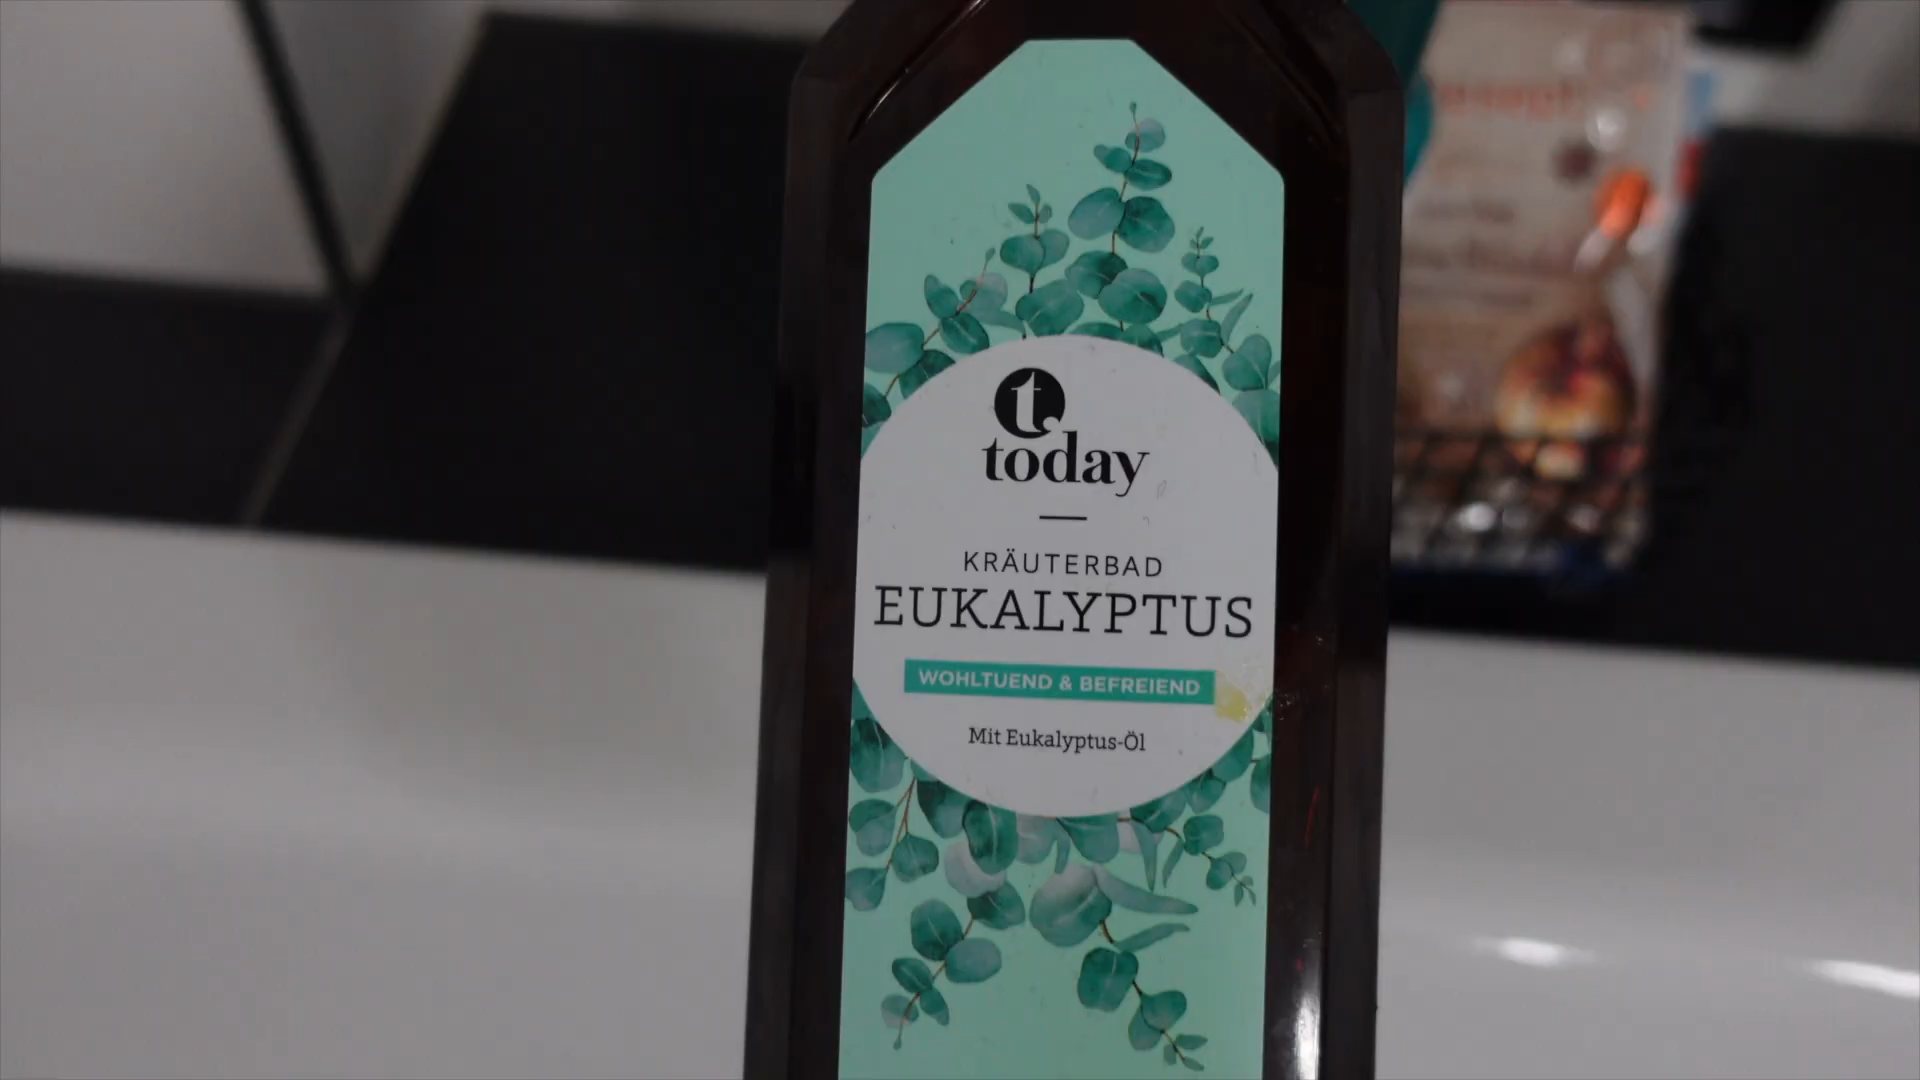 t.
today
KRÄUTERBAD
EUKALYPTUS
WOHLTUEND & BEFREIEND
Mit Eukalyptus-Öl